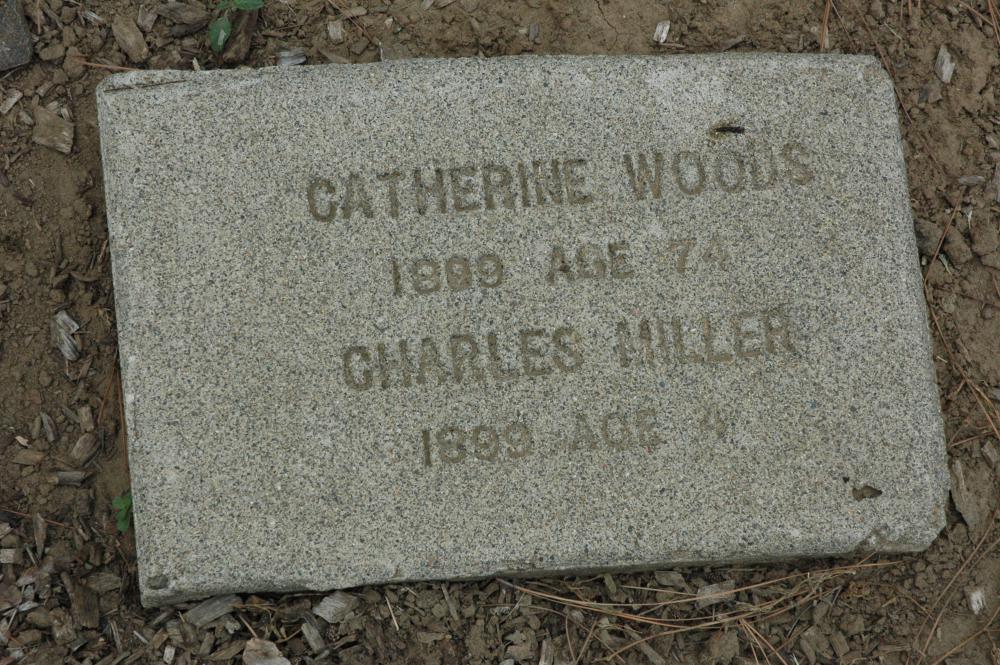 CATHERINE WOODS
1899 AGE 74
CHARLES MILLER
1899 AGE 4